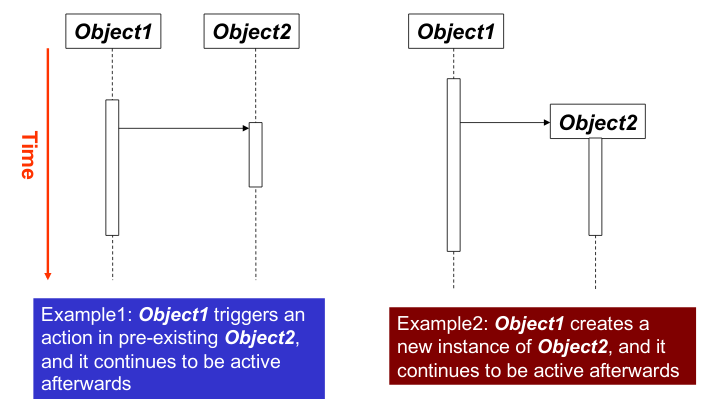 Object1
Object2
Object1
Object2
Time
Example1: Object1 triggers an
action in pre-existing Object2,
and it continues to be active
afterwards
Example2: Object1 creates a
new instance of Object2, and it
continues to be active afterwards